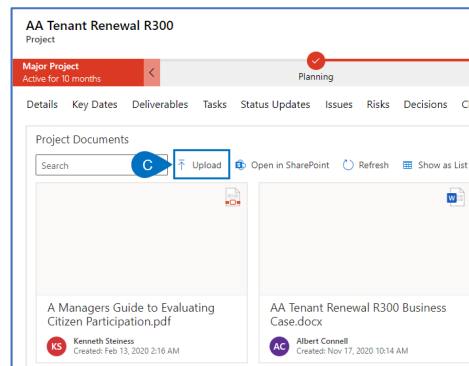 AA Tenant Renewal R300
Project
Major Project
Active for 10 months
Planning
Details Key Dates Deliverables Tasks Status Updates Issues Risks Decisions
Project Documents
Search C Upload Open in SharePoint Refresh Show as List
A Managers Guide to Evaluating
Citizen Participation.pdf
KS Kenneth Steiness
Created: Feb 13, 2020 2:16 AM
AA Tenant Renewal R300 Business
Case.docx
AC Albert Connell
Created: Nov 17, 2020 10:14 AM